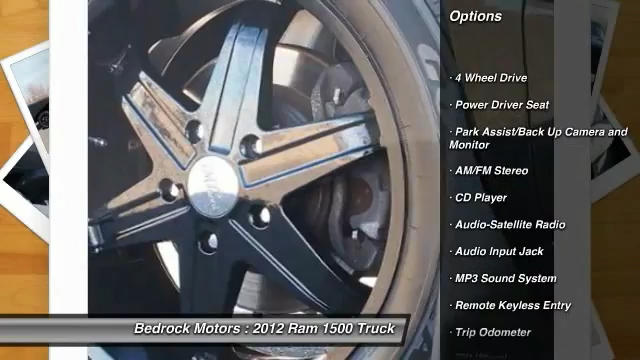 Options
· 4 Wheel Drive
· Power Driver Seat
· Park Assist/Back Up Camera and
Monitor
· AM/FM Stereo
· CD Player
· Audio-Satellite Radio
· Audio Input Jack
· MP3 Sound System
· Remote Keyless Entry
· Trip Odometer
Bedrock Motors : 2012 Ram 1500 Truck